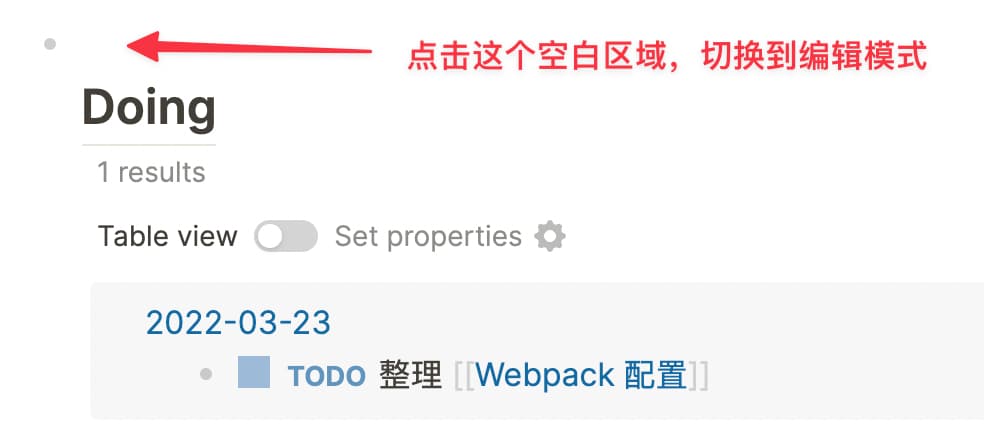 点击这个空白区域，切换到编辑模式
Doing
1 results
Table view Set properties
2022-03-23
TODO 整理 [[Webpack 配置]]